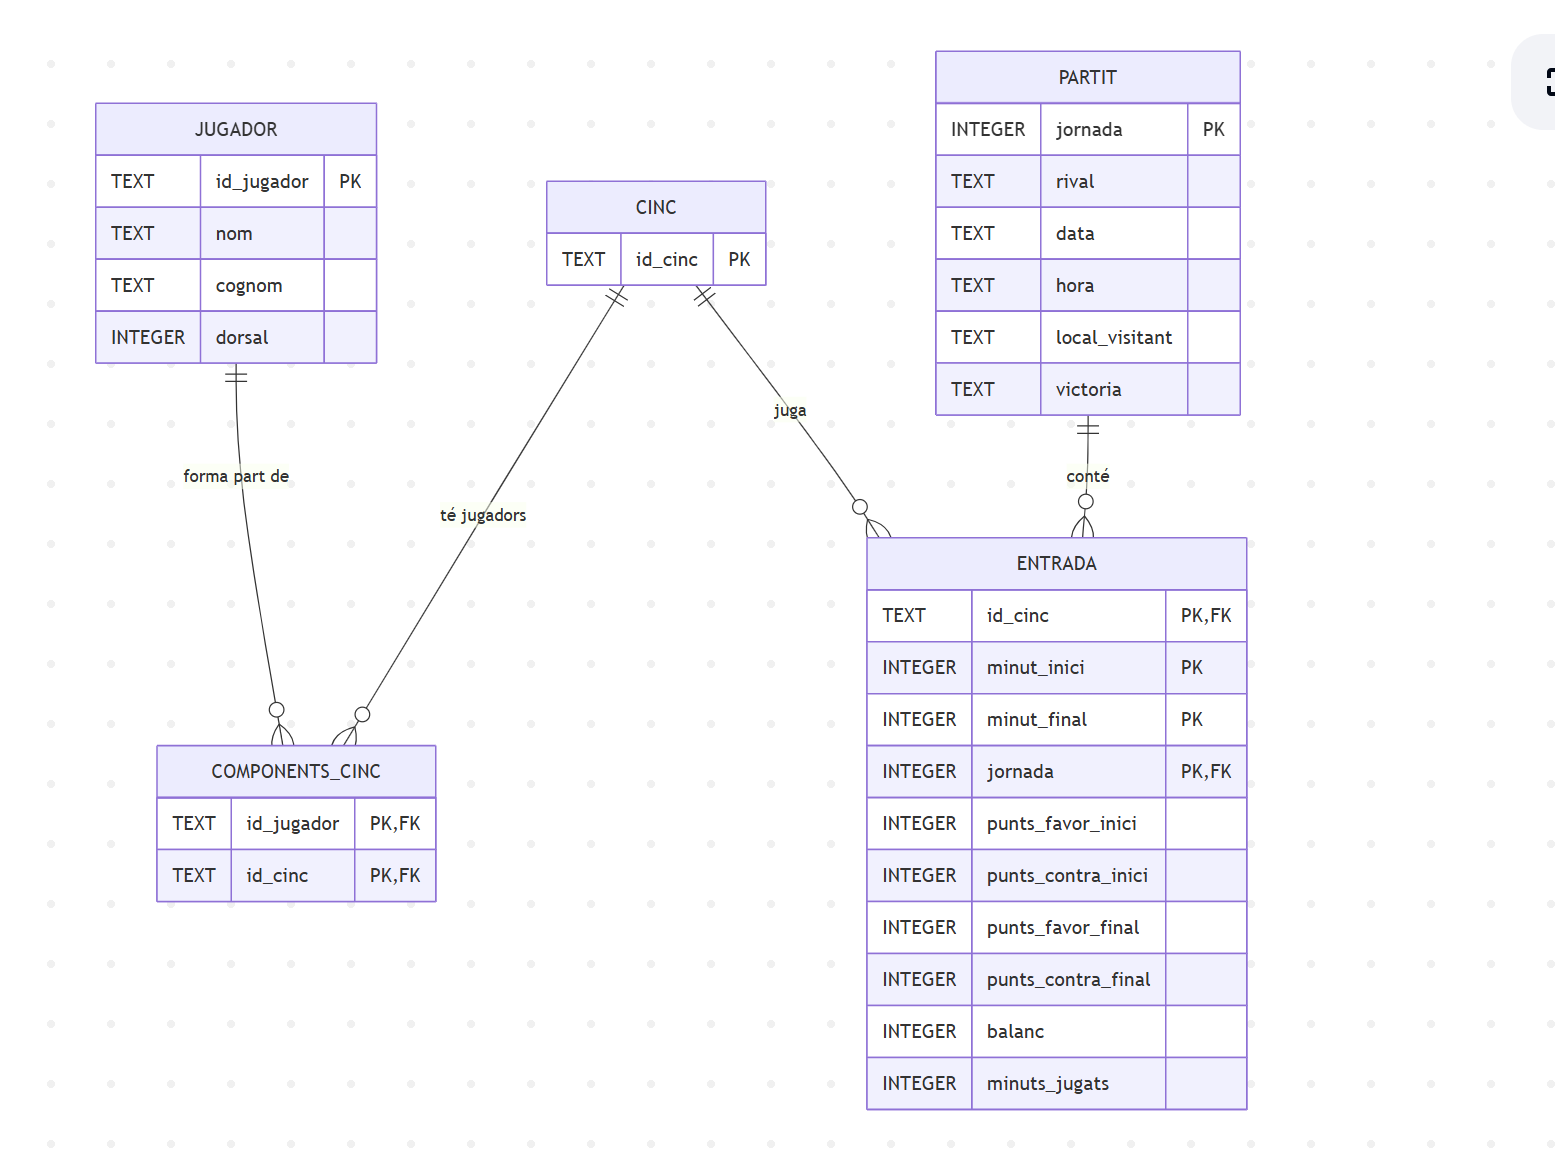 JUGADOR
TEXT id_jugador PK
TEXT nom
TEXT cognom
INTEGER dorsal
CINC
TEXT id_cinc PK
PARTIT
INTEGER jornada PK
TEXT rival
TEXT data
TEXT hora
TEXT local_visitant
TEXT victoria
forma part de
té jugadors
juga
conté
COMPONENTS_CINC
TEXT id_jugador PK,FK
TEXT id_cinc PK,FK
ENTRADA
TEXT id_cinc PK,FK
INTEGER minut_inici PK
INTEGER minut_final PK
INTEGER jornada PK,FK
INTEGER punts_favor_inici
INTEGER punts_contra_inici
INTEGER punts_favor_final
INTEGER punts_contra_final
INTEGER balanc
INTEGER minuts_jugats